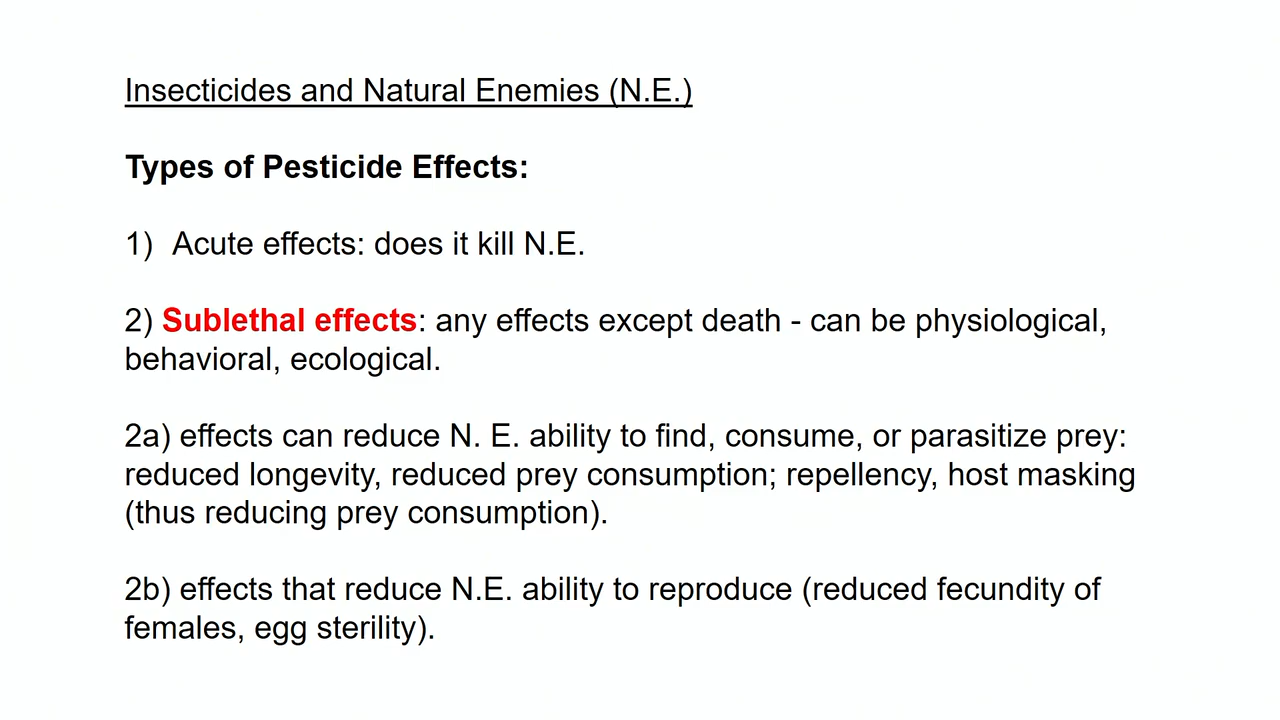 Insecticides and Natural Enemies (N.E.)
Types of Pesticide Effects:
1) Acute effects: does it kill N.E.
2) Sublethal effects: any effects except death - can be physiological,
behavioral, ecological.
2a) effects can reduce N. E. ability to find, consume, or parasitize prey:
reduced longevity, reduced prey consumption; repellency, host masking
(thus reducing prey consumption).
2b) effects that reduce N.E. ability to reproduce (reduced fecundity of
females, egg sterility).